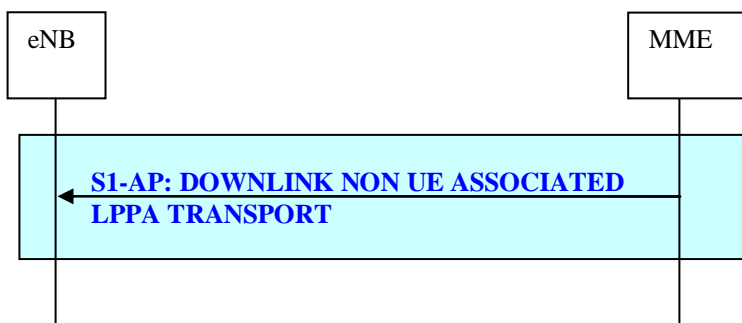 eNB
MME
S1-AP: DOWNLINK NON UE ASSOCIATED
LPPA TRANSPORT